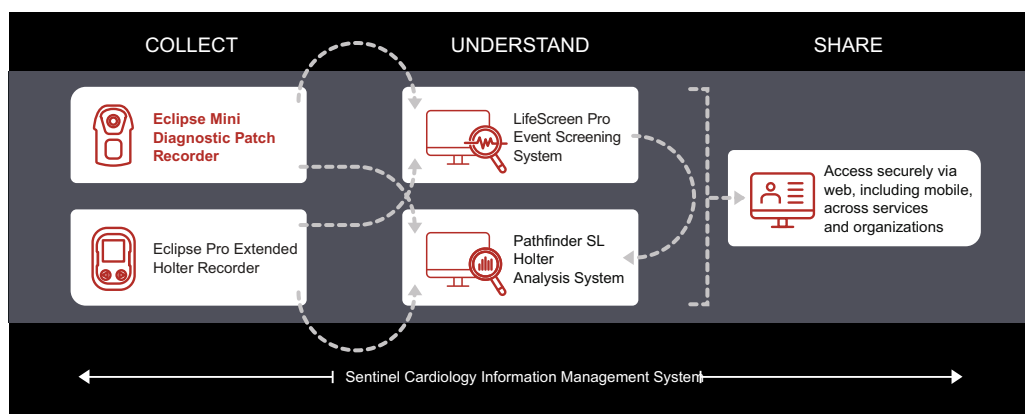 COLLECT
UNDERSTAND
SHARE
Eclipse Mini
Diagnostic Patch
Recorder
LifeScreen Pro
Event Screening
System
Access securely via
web, including mobile,
across services
and organizations
Eclipse Pro Extended
Holter Recorder
Pathfinder SL
Holter
Analysis System
Sentinel Cardiology Information Management System